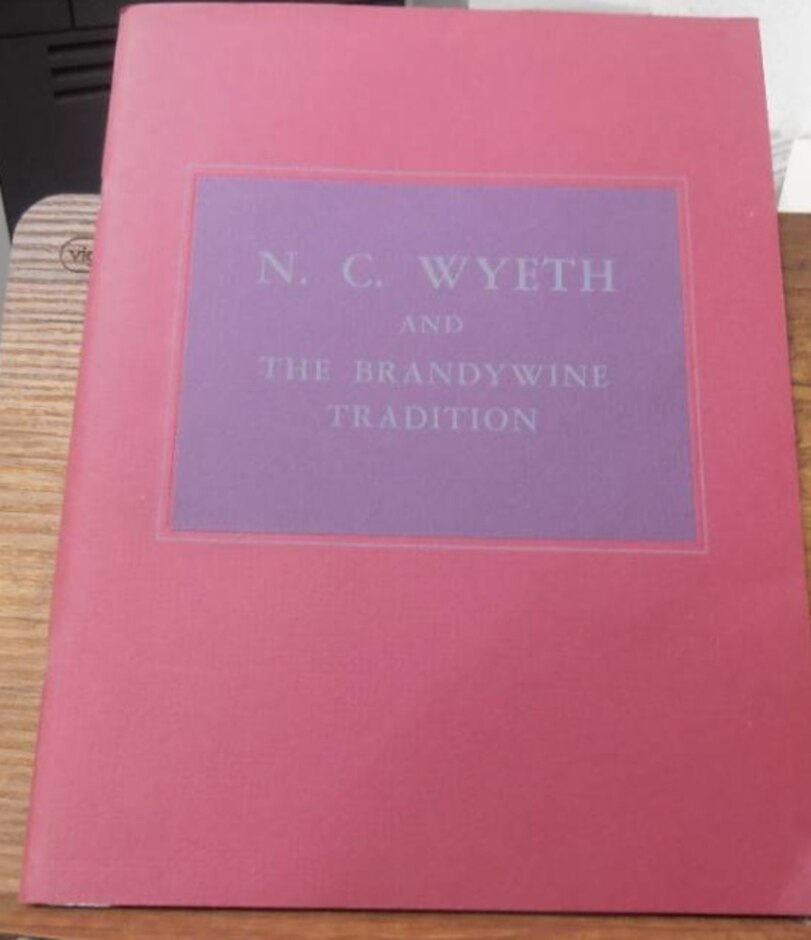 N. C. WYETH
AND
THE BRANDYWINE
TRADITION